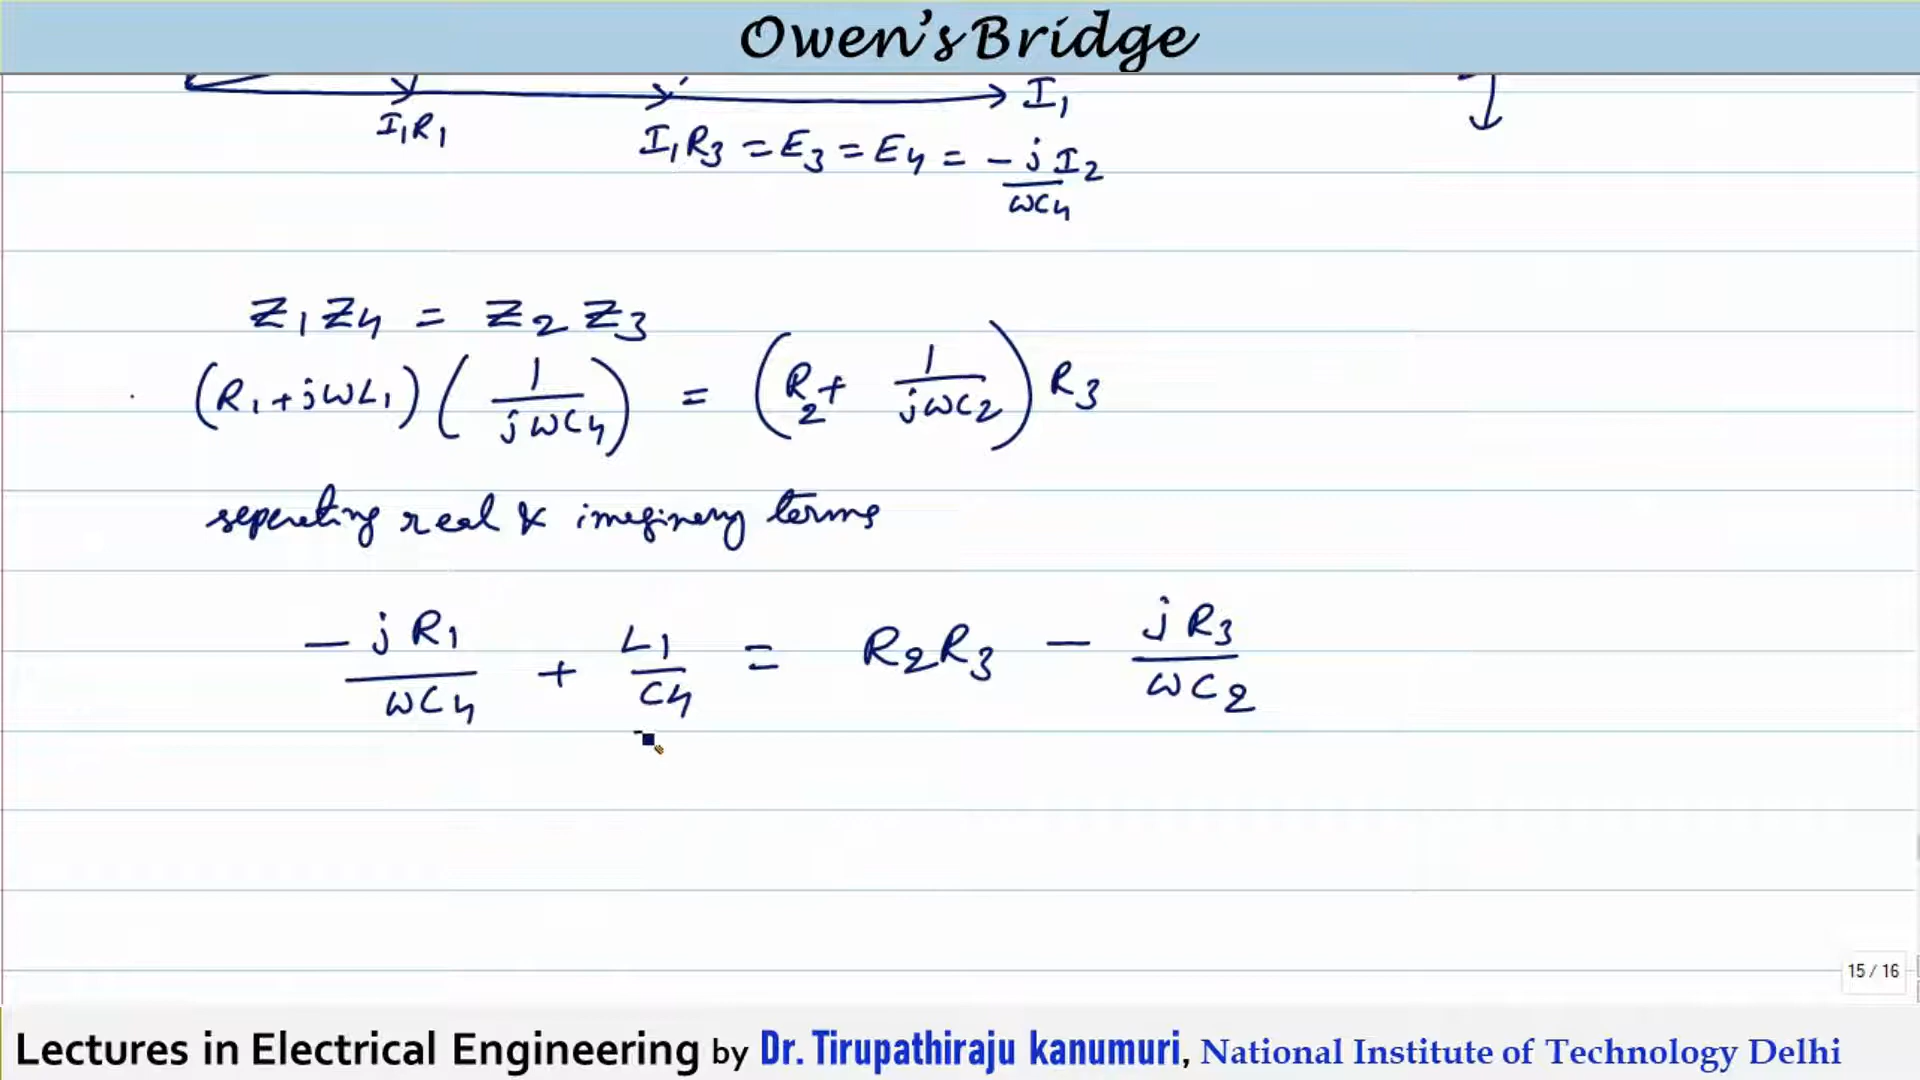 Owen's Bridge
I₁
I₁R₁
I₁R₃ = E₃ = E₄ = -j/ωC₄ I₂
Z₁Z₄ = Z₂ Z₃
(R₁ + jωL₁) (1/jωC₄) = (R₂ + 1/jωC₂) R₃
seperating real & imaginary terms
-jR₁/ωC₄ + L₁/C₄ = R₂R₃ - jR₃/ωC₂
15 / 16
Lectures in Electrical Engineering by Dr. Tirupathiraju kanumuri, National Institute of Technology Delhi